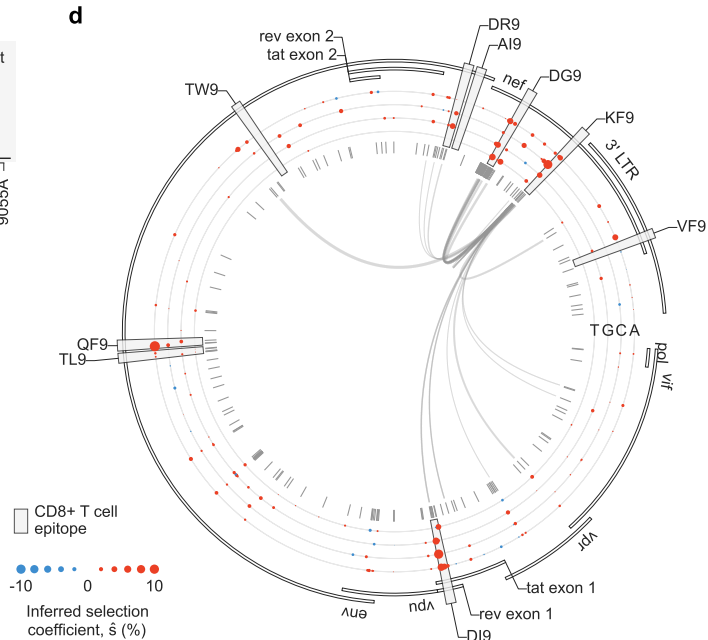 d
t
9055A
rev exon 2
tat exon 2
DR9
AI9
nef
DG9
KF9
3' LTR
TW9
VF9
QF9
TL9
TGCA
pol
vif
CD8+ T cell
epitope
-10
0
10
Inferred selection
coefficient, ŝ (%)
vpr
tat exon 1
rev exon 1
vpu
env
DI9